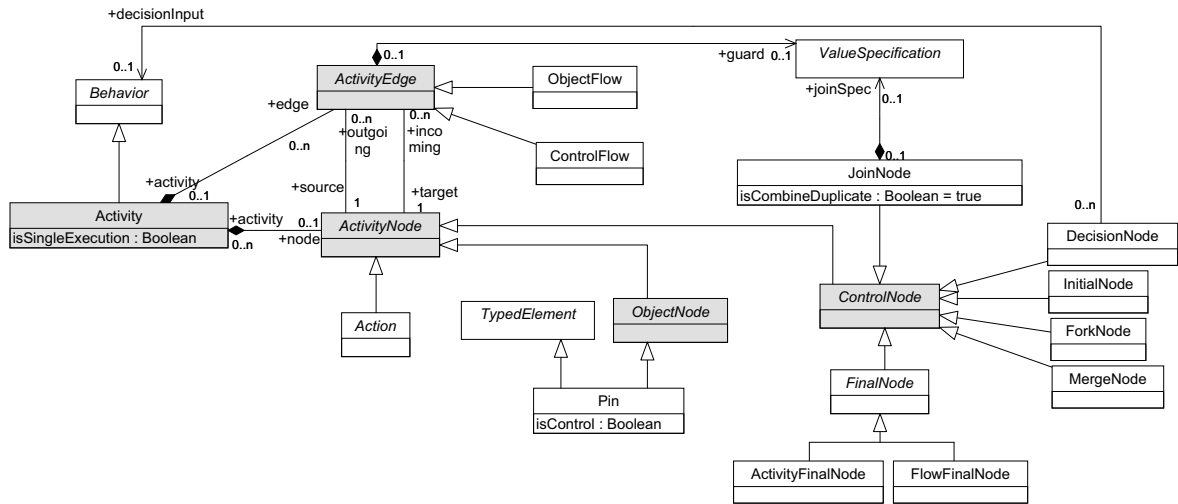 +decisionInput
0..1
Behavior
+edge
0..n
+activity
0..1
Activity
isSingleExecution : Boolean
+activity
0..n
0..1
+node
0..1
ActivityEdge
0..n
+outgoi
ng
0..n
+inco
ming
+source
1
+target
1
ActivityNode
Action
ObjectFlow
ControlFlow
+guard
0..1
ValueSpecification
+joinSpec
0..1
0..1
JoinNode
isCombineDuplicate : Boolean = true
0..n
DecisionNode
InitialNode
ForkNode
MergeNode
ControlNode
TypedElement
ObjectNode
Pin
isControl : Boolean
FinalNode
ActivityFinalNode
FlowFinalNode